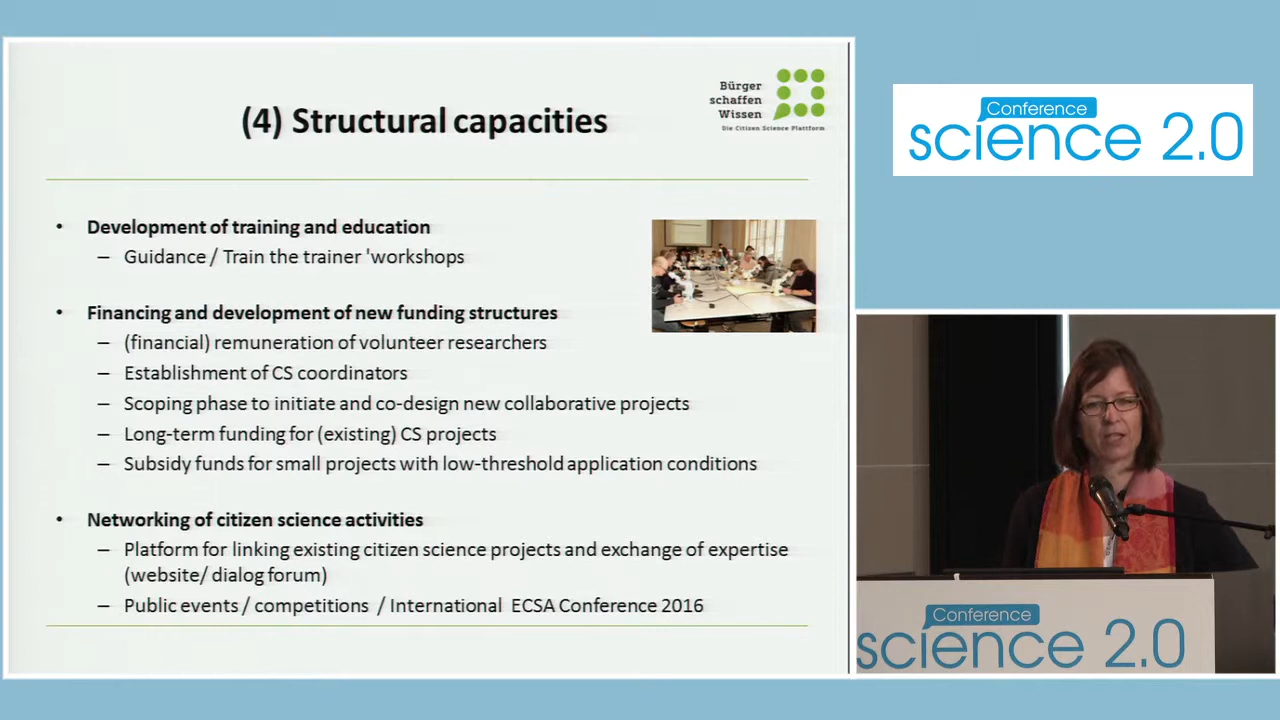 (4) Structural capacities
Bürger
schaffen
Wissen
Die Citizen Science Plattform
• Development of training and education
– Guidance / Train the trainer 'workshops
• Financing and development of new funding structures
– (financial) remuneration of volunteer researchers
– Establishment of CS coordinators
– Scoping phase to initiate and co-design new collaborative projects
– Long-term funding for (existing) CS projects
– Subsidy funds for small projects with low-threshold application conditions
• Networking of citizen science activities
– Platform for linking existing citizen science projects and exchange of expertise
(website/ dialog forum)
– Public events / competitions / International ECSA Conference 2016
Conference
science 2.0
Conference
science 2.0